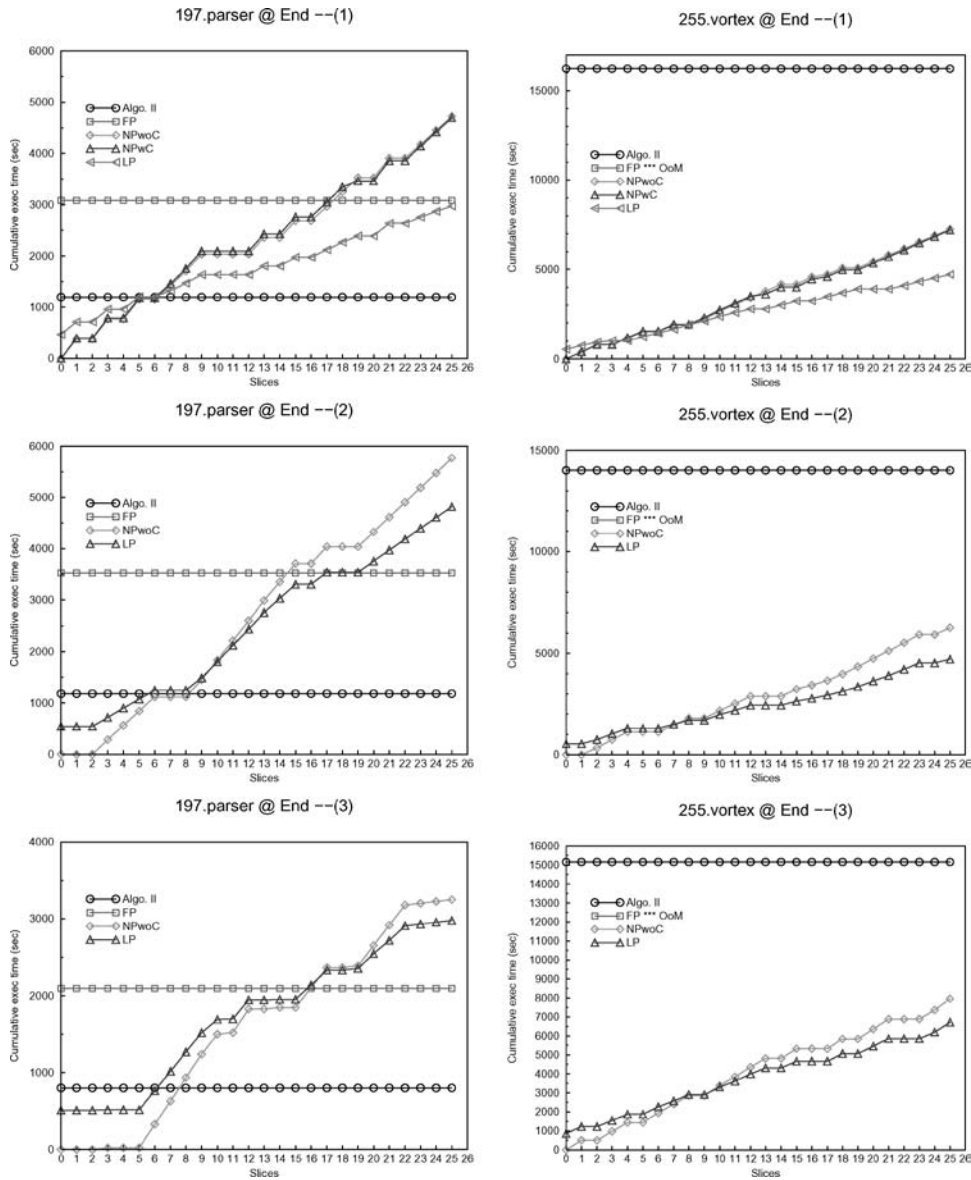 197.parser @ End −−(1)
6000
5000
4000
3000
2000
1000
0
Cumulative exec time (sec)
Algo. II
FP
NPwoC
NPwC
LP
0 1 2 3 4 5 6 7 8 9 10 11 12 13 14 15 16 17 18 19 20 21 22 23 24 25 26
Slices
255.vortex @ End −−(1)
15000
10000
5000
0
Cumulative exec time (sec)
Algo. II
FP *** OoM
NPwoC
NPwC
LP
0 1 2 3 4 5 6 7 8 9 10 11 12 13 14 15 16 17 18 19 20 21 22 23 24 25 26
Slices
197.parser @ End −−(2)
6000
5000
4000
3000
2000
1000
0
Cumulative exec time (sec)
Algo. II
FP
NPwoC
LP
0 1 2 3 4 5 6 7 8 9 10 11 12 13 14 15 16 17 18 19 20 21 22 23 24 25 26
Slices
255.vortex @ End −−(2)
15000
10000
5000
0
Cumulative exec time (sec)
Algo. II
FP *** OoM
NPwoC
LP
0 1 2 3 4 5 6 7 8 9 10 11 12 13 14 15 16 17 18 19 20 21 22 23 24 25 26
Slices
197.parser @ End −−(3)
4000
3000
2000
1000
0
Cumulative exec time (sec)
Algo. II
FP
NPwoC
LP
0 1 2 3 4 5 6 7 8 9 10 11 12 13 14 15 16 17 18 19 20 21 22 23 24 25 26
Slices
255.vortex @ End −−(3)
16000
15000
14000
13000
12000
11000
10000
9000
8000
7000
6000
5000
4000
3000
2000
1000
0
Cumulative exec time (sec)
Algo. II
FP *** OoM
NPwoC
LP
0 1 2 3 4 5 6 7 8 9 10 11 12 13 14 15 16 17 18 19 20 21 22 23 24 25 26
Slices